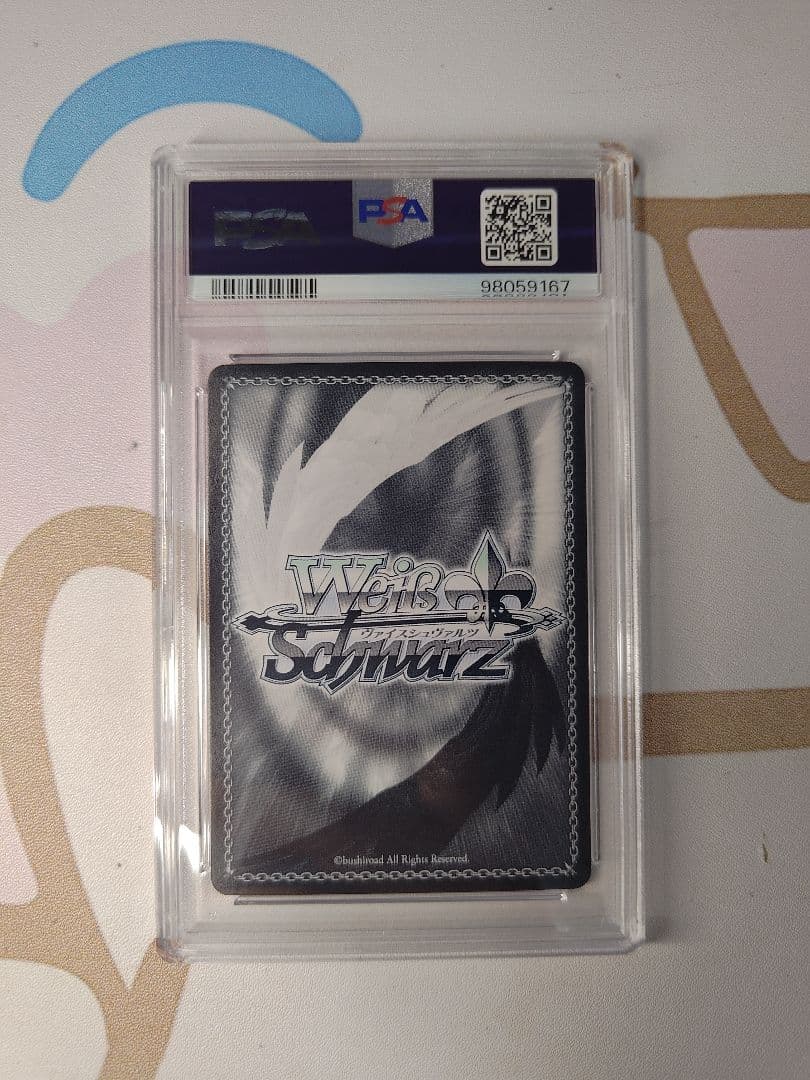 PSA
PSA
98059167
Weiß
ヴァイスシュヴァルツ
Schwarz
©bushiroad All Rights Reserved.